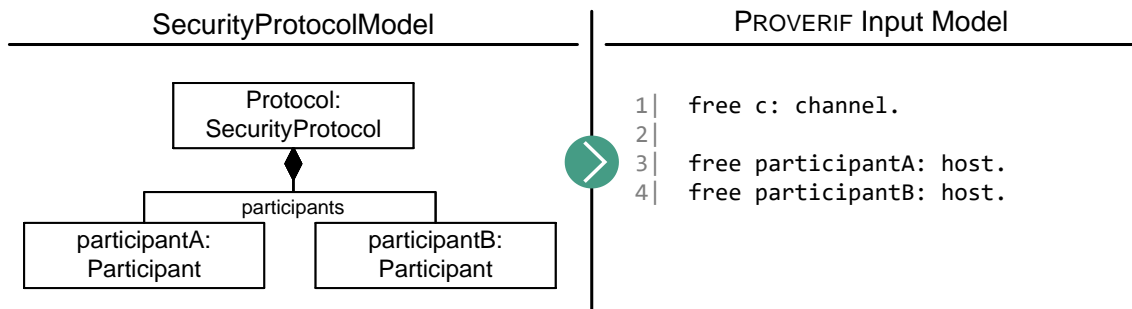 SecurityProtocolModel
Protocol:
SecurityProtocol
participants
participantA:
Participant
participantB:
Participant
PROVERIF Input Model
1| free c: channel.
2|
3| free participantA: host.
4| free participantB: host.